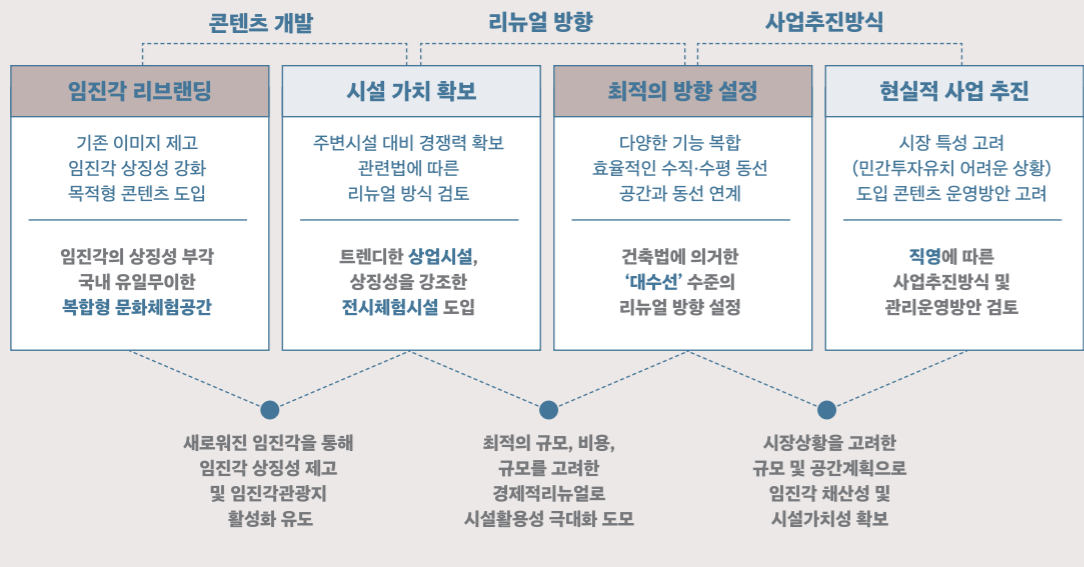 콘텐츠 개발
리뉴얼 방향
사업추진방식
임진각 리브랜딩
기존 이미지 제고
임진각 상징성 강화
목적형 콘텐츠 도입
임진각의 상징성 부각
국내 유일무이한
복합형 문화체험공간
시설 가치 확보
주변시설 대비 경쟁력 확보
관련법에 따른
리뉴얼 방식 검토
트렌디한 상업시설,
상징성을 강조한
전시체험시설 도입
최적의 방향 설정
다양한 기능 복합
효율적인 수직·수평 동선
공간과 동선 연계
건축법에 의거한
‘대수선’ 수준의
리뉴얼 방향 설정
현실적 사업 추진
시장 특성 고려
(민간투자유치 어려운 상황)
도입 콘텐츠 운영방안 고려
직영에 따른
사업추진방식 및
관리운영방안 검토
새로워진 임진각을 통해
임진각 상징성 제고
및 임진각관광지
활성화 유도
최적의 규모, 비용,
규모를 고려한
경제적리뉴얼로
시설활용성 극대화 도모
시장상황을 고려한
규모 및 공간계획으로
임진각 채산성 및
시설가치성 확보